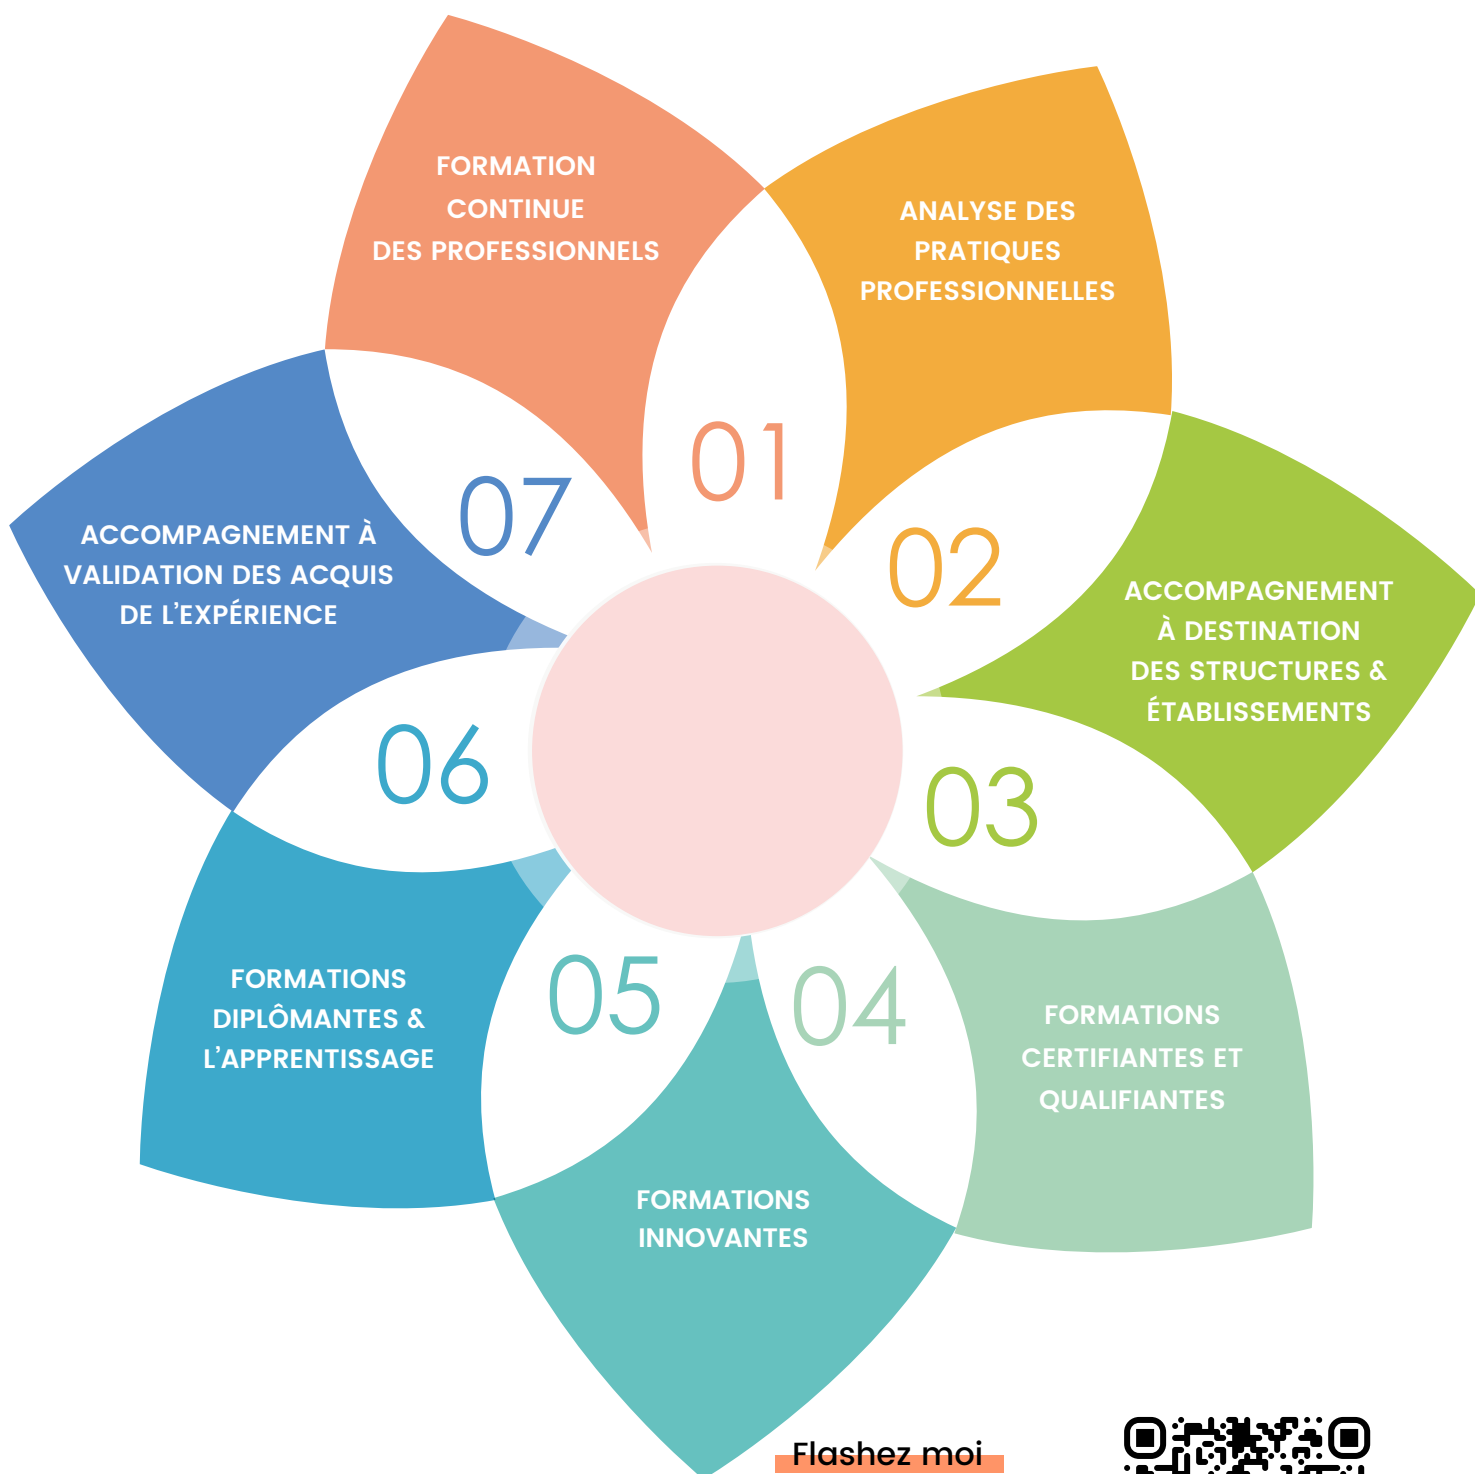 FORMATION
CONTINUE
DES PROFESSIONNELS
01
ANALYSE DES
PRATIQUES
PROFESSIONNELLES
02
ACCOMPAGNEMENT
À DESTINATION
DES STRUCTURES &
ÉTABLISSEMENTS
03
FORMATIONS
CERTIFIANTES ET
QUALIFIANTES
04
FORMATIONS
INNOVANTES
05
FORMATIONS
DIPLÔMANTES &
L'APPRENTISSAGE
06
ACCOMPAGNEMENT À
VALIDATION DES ACQUIS
DE L'EXPÉRIENCE
07
Flashez moi